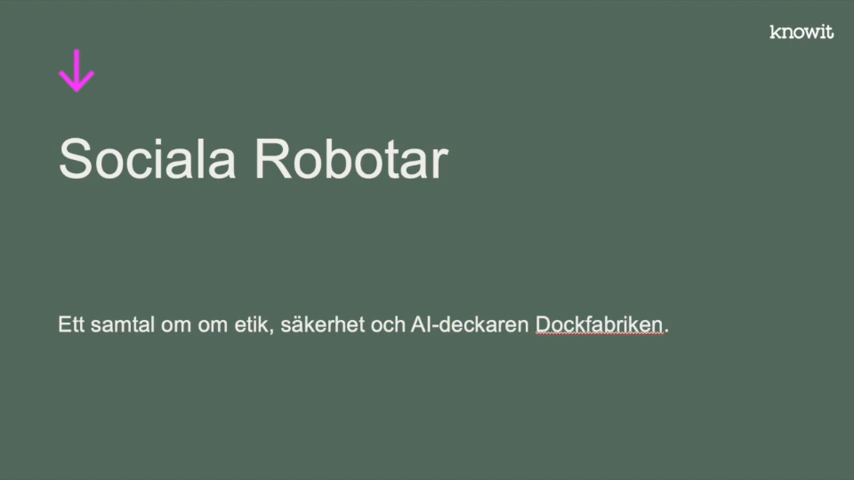 knowit
Sociala Robotar
Ett samtal om om etik, säkerhet och AI-deckaren Dockfabriken.